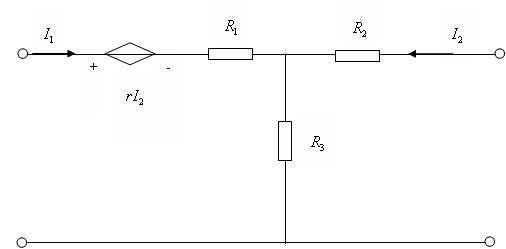 I₁
R₁
R₂
I₂
+
-
rI₂
R₃